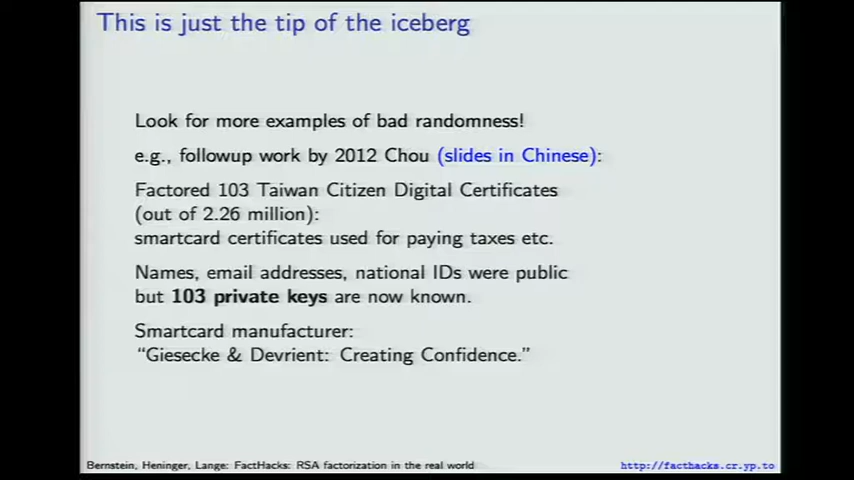 This is just the tip of the iceberg
Look for more examples of bad randomness!
e.g., followup work by 2012 Chou (slides in Chinese):
Factored 103 Taiwan Citizen Digital Certificates
(out of 2.26 million):
smartcard certificates used for paying taxes etc.
Names, email addresses, national IDs were public
but 103 private keys are now known.
Smartcard manufacturer:
“Giesecke & Devrient: Creating Confidence.”
Bernstein, Heninger, Lange: FactHacks: RSA factorization in the real world
http://facthacks.cr.yp.to